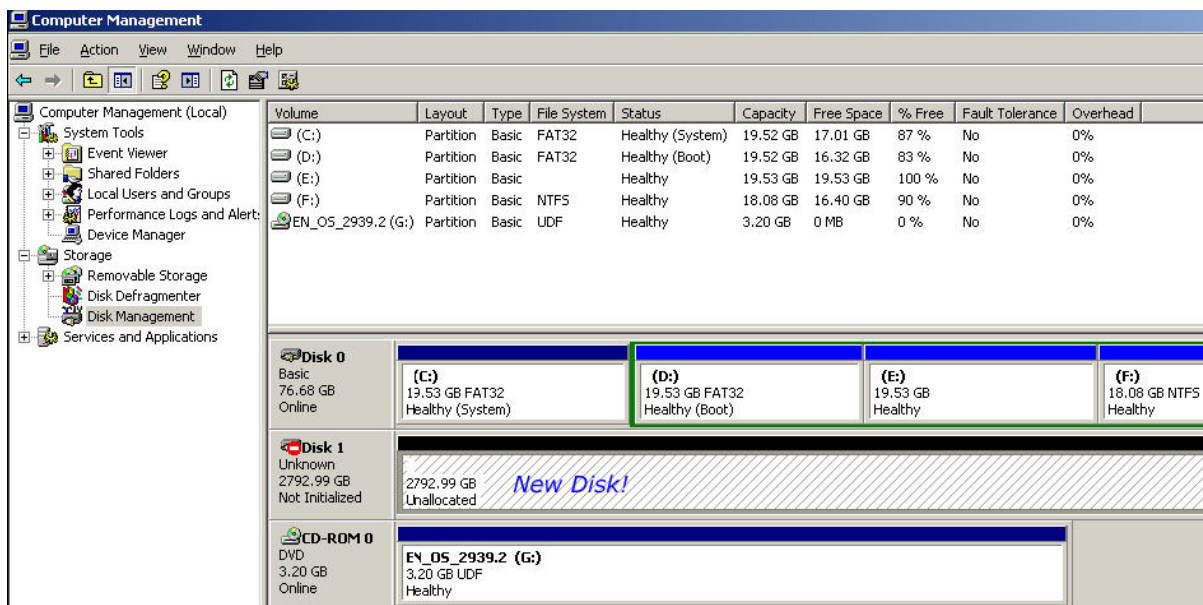 Computer Management
File Action View Window Help
Computer Management (Local)
System Tools
Event Viewer
Shared Folders
Local Users and Groups
Performance Logs and Alert:
Device Manager
Storage
Removable Storage
Disk Defragmenter
Disk Management
Services and Applications
Volume Layout Type File System Status Capacity Free Space % Free Fault Tolerance Overhead
(C:) Partition Basic FAT32 Healthy (System) 19.52 GB 17.01 GB 87 % No 0%
(D:) Partition Basic FAT32 Healthy (Boot) 19.52 GB 16.32 GB 83 % No 0%
(E:) Partition Basic Healthy 19.53 GB 19.53 GB 100 % No 0%
(F:) Partition Basic NTFS Healthy 18.08 GB 16.40 GB 90 % No 0%
EN_OS_2939.2 (G:) Partition Basic UDF Healthy 3.20 GB 0 MB 0 % No 0%
Disk 0
Basic
76.68 GB
Online
(C:)
19.53 GB FAT32
Healthy (System)
(D:)
19.53 GB FAT32
Healthy (Boot)
(E:)
19.53 GB
Healthy
(F:)
18.08 GB NTFS
Healthy
Disk 1
Unknown
2792.99 GB
Not Initialized
2792.99 GB
Unallocated
New Disk!
CD-ROM 0
DVD
3.20 GB
Online
EN_OS_2939.2 (G:)
3.20 GB UDF
Healthy